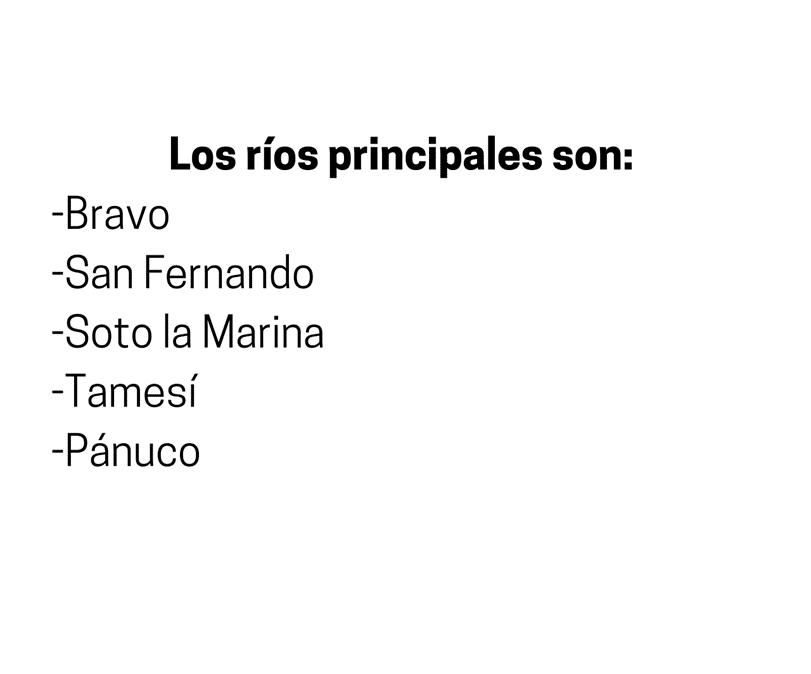 Los ríos principales son:
-Bravo
-San Fernando
-Soto la Marina
-Tamesí
-Pánuco